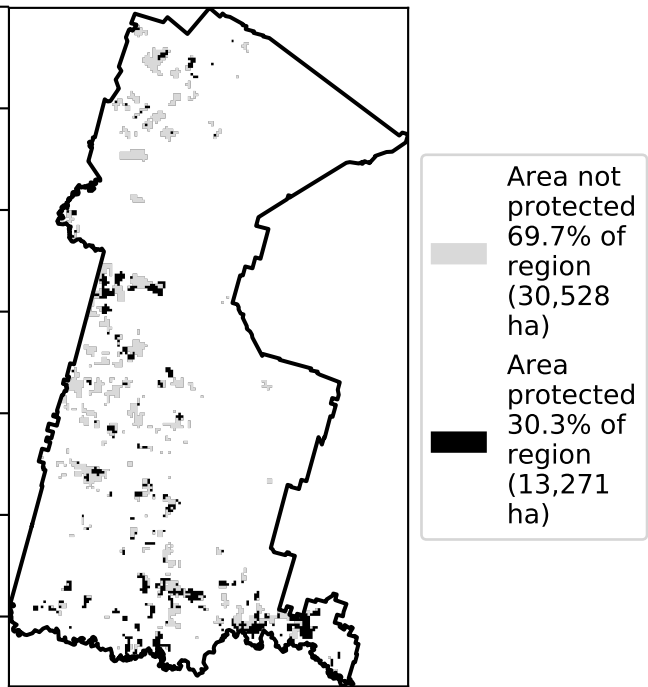 Area not
protected
69.7% of
region
(30,528
ha)
Area
protected
30.3% of
region
(13,271
ha)